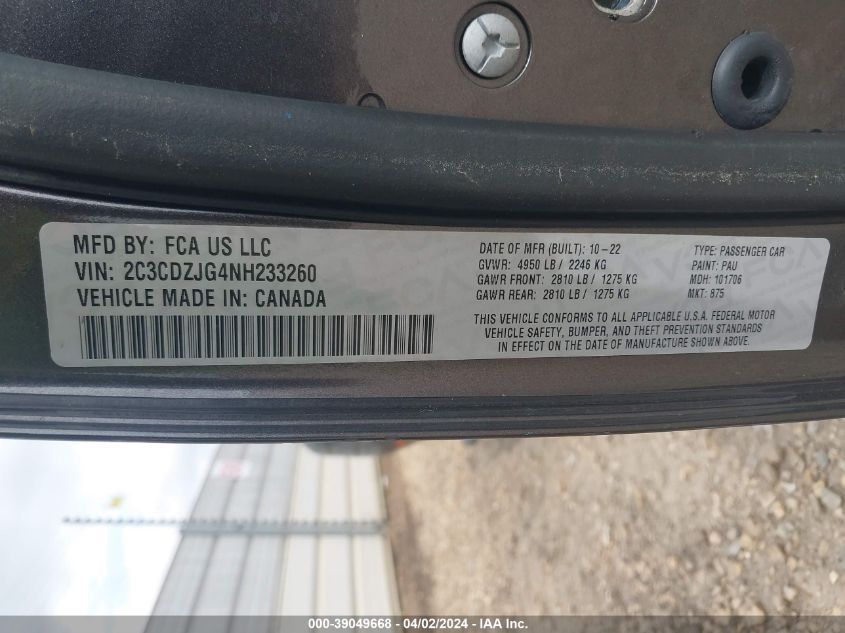 MFD BY: FCA US LLC
VIN: 2C3CDZJG4NH233260
VEHICLE MADE IN: CANADA
DATE OF MFR (BUILT): 10-22
GVWR: 4950 LB / 2246 KG
GAWR FRONT: 2810 LB / 1275 KG
GAWR REAR: 2810 LB / 1275 KG
TYPE: PASSENGER CAR
PAINT: PAU
MDH: 101706
MKT: 875
THIS VEHICLE CONFORMS TO ALL APPLICABLE U.S.A. FEDERAL MOTOR
VEHICLE SAFETY, BUMPER, AND THEFT PREVENTION STANDARDS
IN EFFECT ON THE DATE OF MANUFACTURE SHOWN ABOVE.
000-39049668 - 04/02/2024 - IAA Inc.